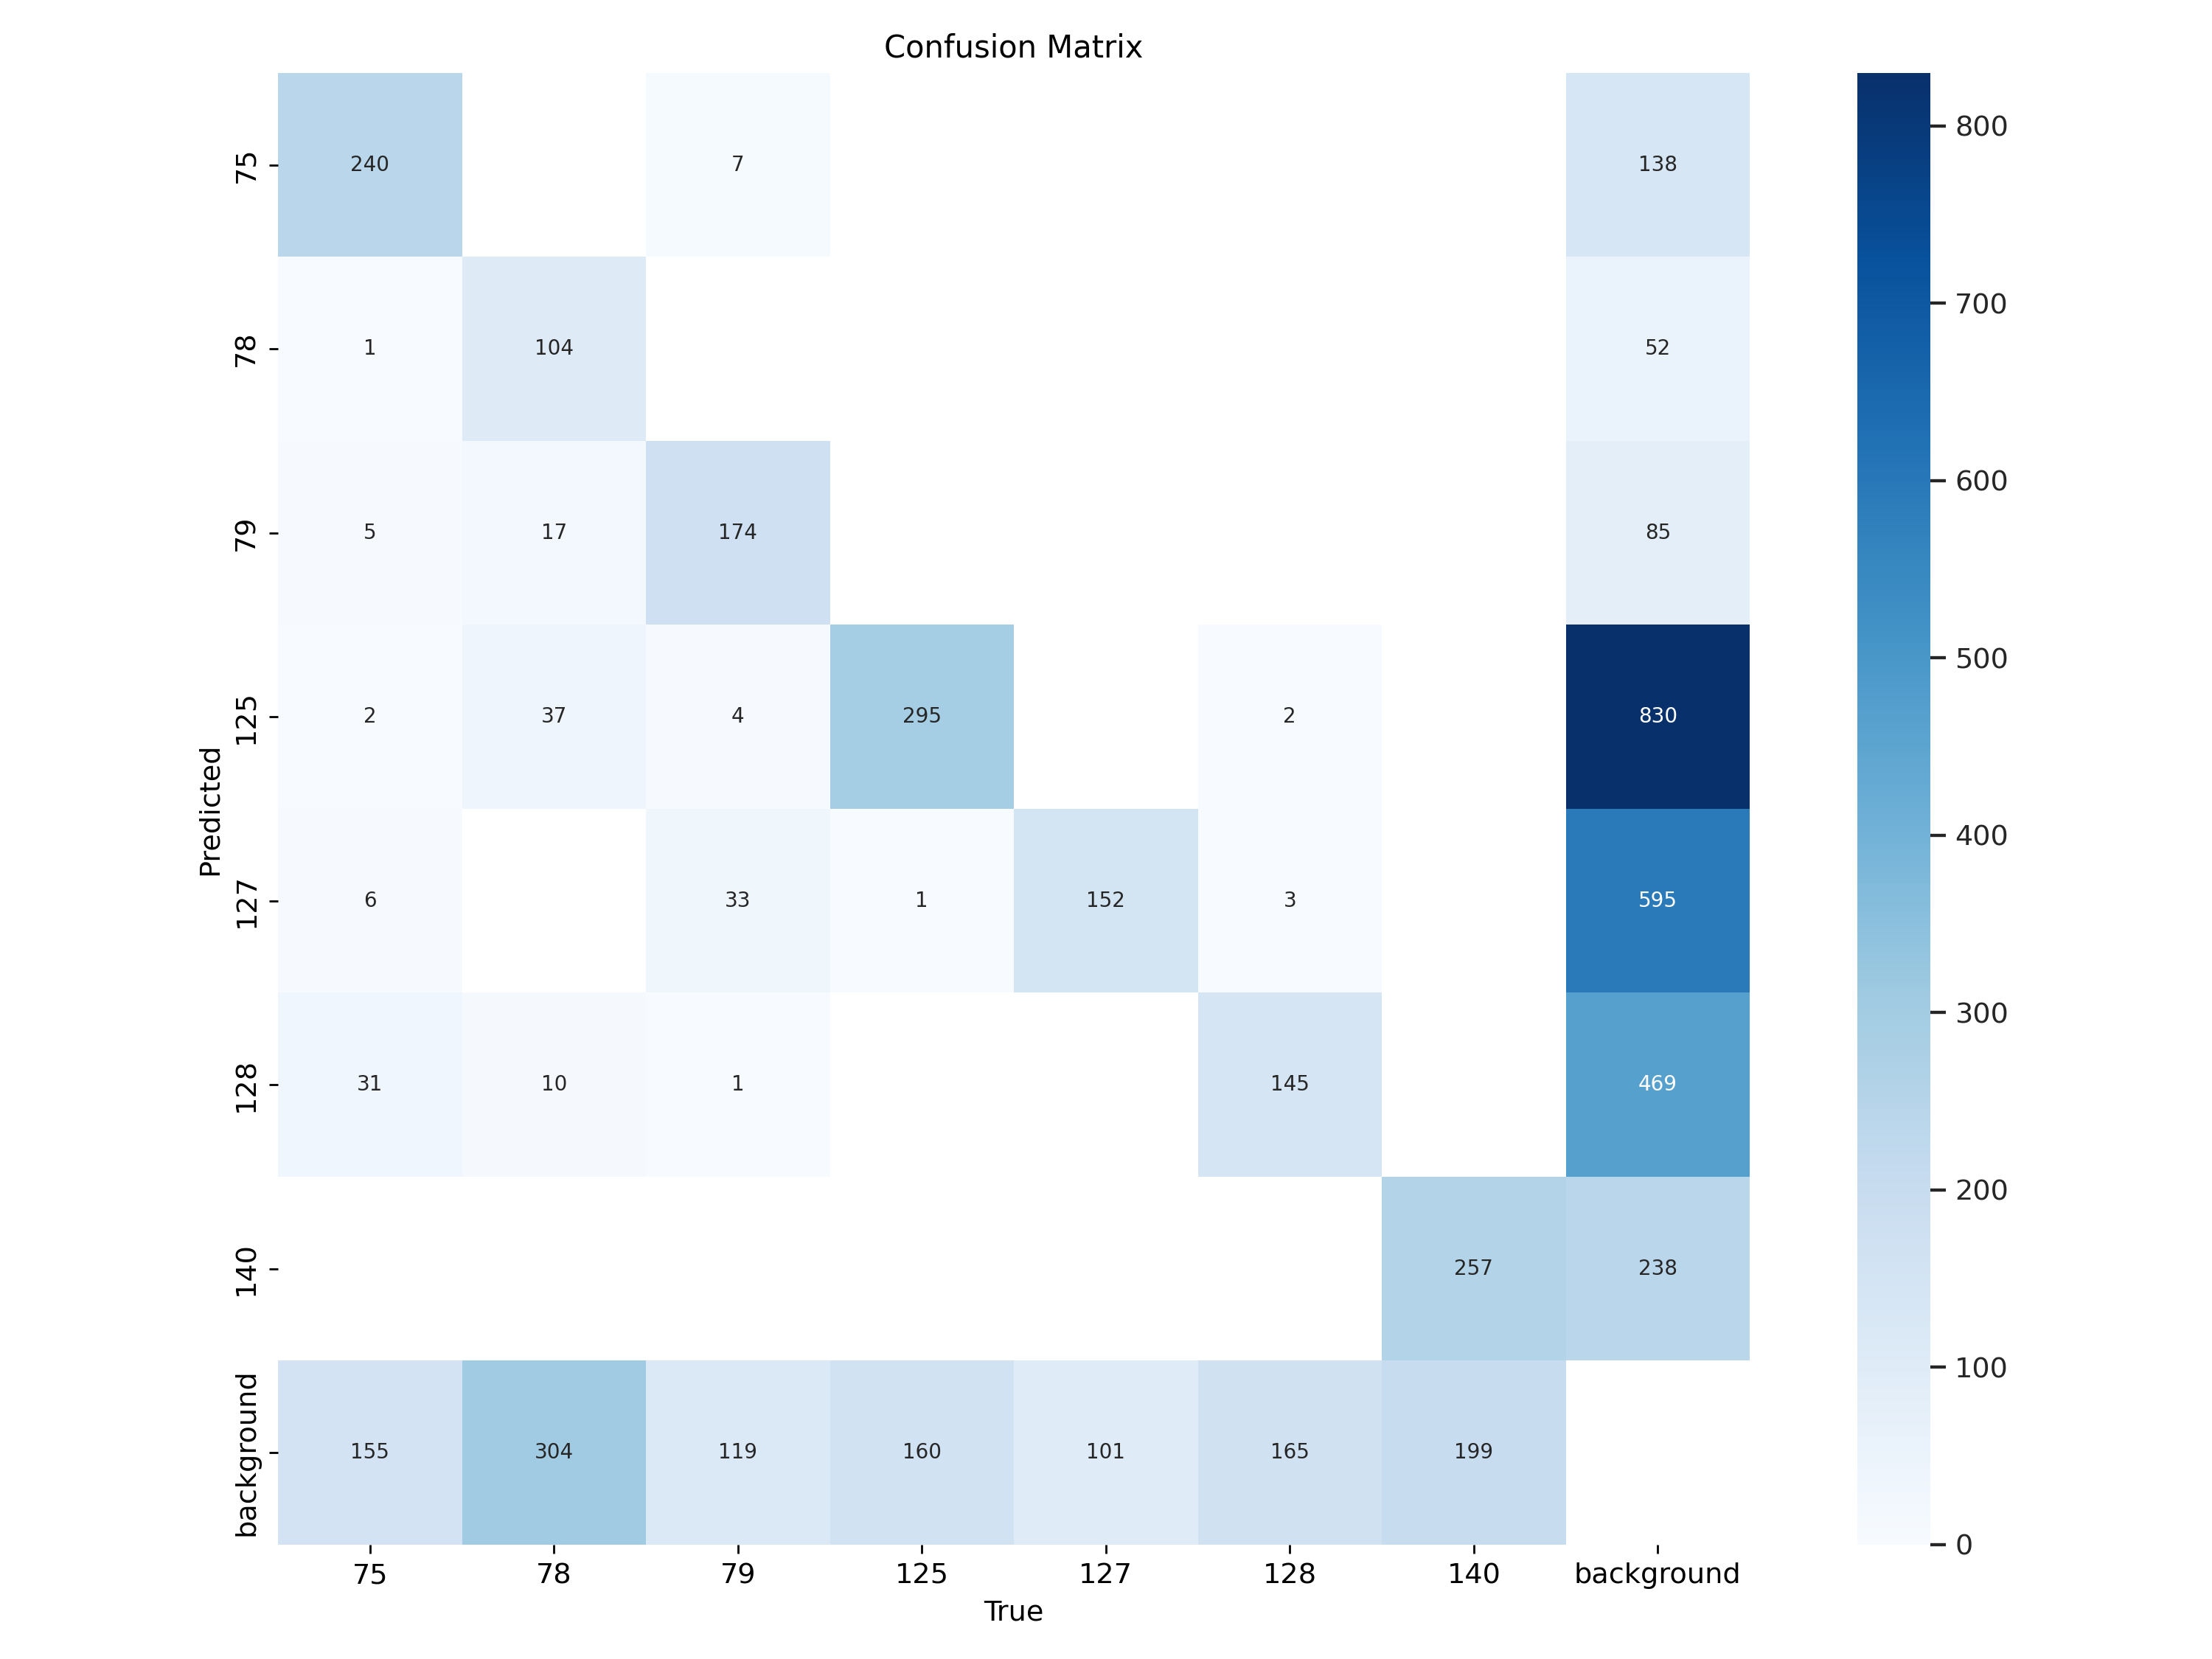 Confusion Matrix
75 240 7 138
78 1 104 52
79 5 17 174 85
125 2 37 4 295 2 830
127 6 33 1 152 3 595
128 31 10 1 145 469
140 257 238
background 155 304 119 160 101 165 199
75 78 79 125 127 128 140 background
True
Predicted
800
700
600
500
400
300
200
100
0